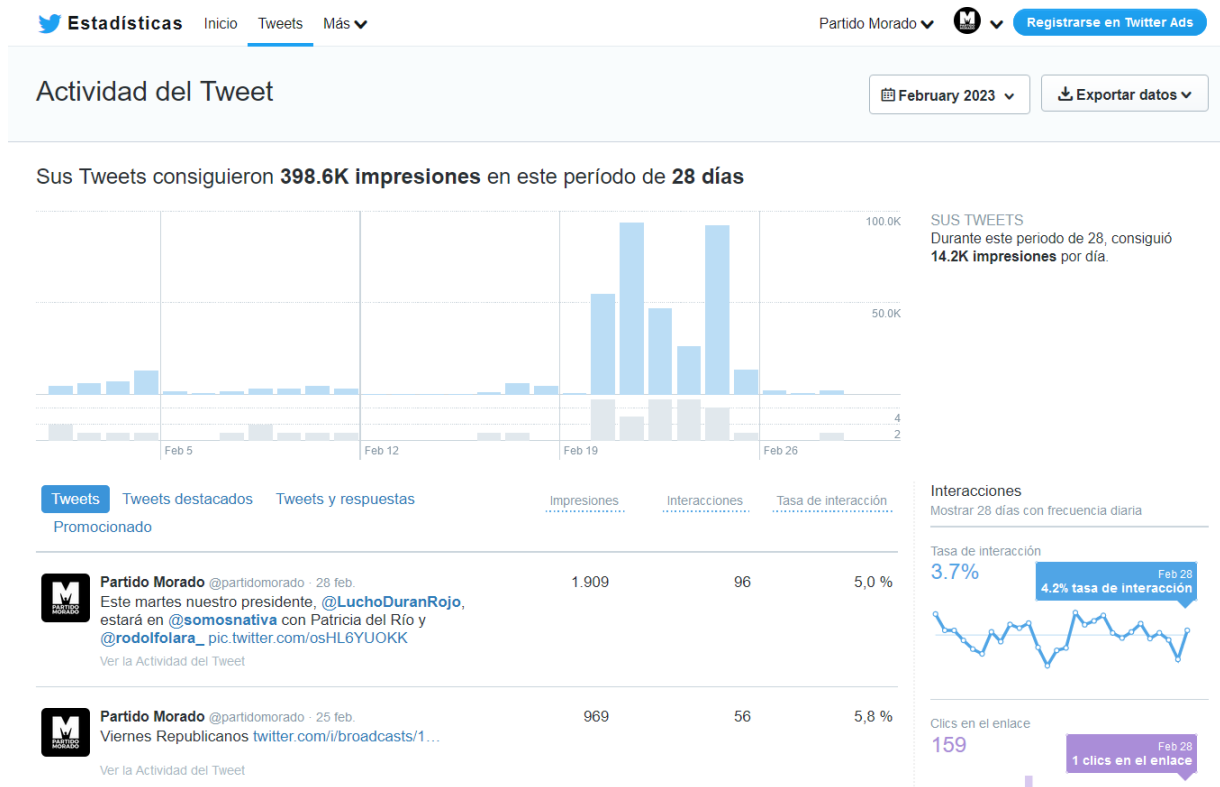 Estadísticas Inicio Tweets Más Partido Morado Registrarse en Twitter Ads
Actividad del Tweet
February 2023 Exportar datos
Sus Tweets consiguieron 398.6K impresiones en este período de 28 días
100.0K
50.0K
4
2
Feb 5 Feb 12 Feb 19 Feb 26
SUS TWEETS
Durante este periodo de 28, consiguió
14.2K impresiones por día.
Tweets Tweets destacados Tweets y respuestas
Promocionado
Impresiones Interacciones Tasa de interacción
M
PARTIDO
MORADO
Partido Morado @partidomorado · 28 feb.
Este martes nuestro presidente, @LuchoDuranRojo,
estará en @somosnativa con Patricia del Río y
@rodolfolara_ pic.twitter.com/osHL6YUOKK
Ver la Actividad del Tweet
1.909 96 5,0 %
M
PARTIDO
MORADO
Partido Morado @partidomorado · 25 feb.
Viernes Republicanos twitter.com/i/broadcasts/1…
Ver la Actividad del Tweet
969 56 5,8 %
Interacciones
Mostrar 28 días con frecuencia diaria
Tasa de interacción
3.7%
Feb 28
4.2% tasa de interacción
Clics en el enlace
159
Feb 28
1 clics en el enlace